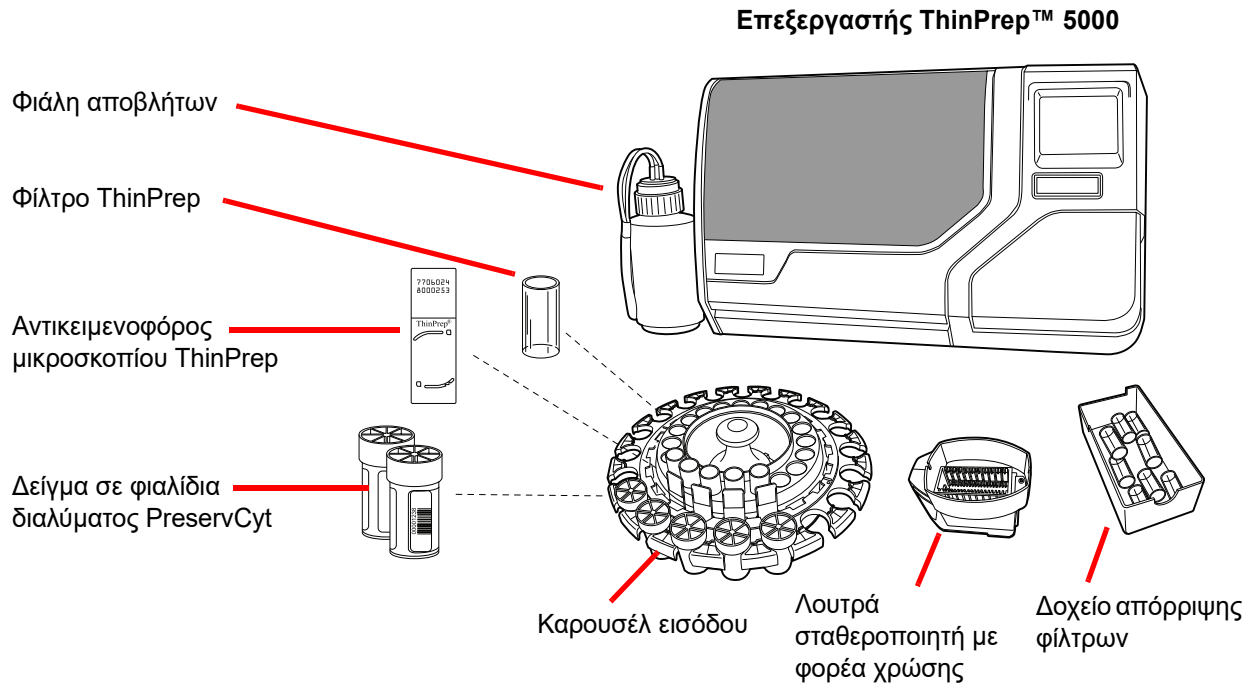 Επεξεργαστής ThinPrep™ 5000
Φιάλη αποβλήτων
Φίλτρο ThinPrep
7706024
8000253
ThinPrep®
Αντικειμενοφόρος
μικροσκοπίου ThinPrep
Δείγμα σε φιαλίδια
διαλύματος PreservCyt
00001238
Καρουσέλ εισόδου
Λουτρά
σταθεροποιητή με
φορέα χρώσης
Δοχείο απόρριψης
φίλτρων